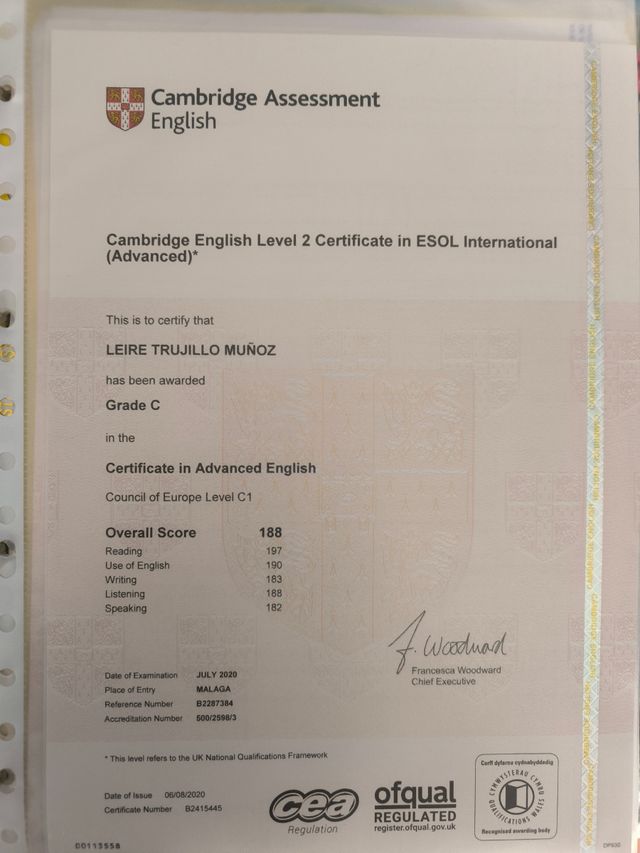 Cambridge Assessment
English
Cambridge English Level 2 Certificate in ESOL International
(Advanced)*
This is to certify that
LEIRE TRUJILLO MUÑOZ
has been awarded
Grade C
in the
Certificate in Advanced English
Council of Europe Level C1
Overall Score 188
Reading 197
Use of English 190
Writing 183
Listening 188
Speaking 182
F. Woodward
Francesca Woodward
Chief Executive
Date of Examination JULY 2020
Place of Entry MALAGA
Reference Number B2287384
Accreditation Number 500/2598/3
* This level refers to the UK National Qualifications Framework
Date of Issue 06/08/2020
Certificate Number B2415445
cea
Regulation
ofqual
REGULATED
register.ofqual.gov.uk
Corff dyfarnu cydnabyddedig
CYMWYSTERAU CYMRU
QUALIFICATIONS WALES
Recognised awarding body
00113558